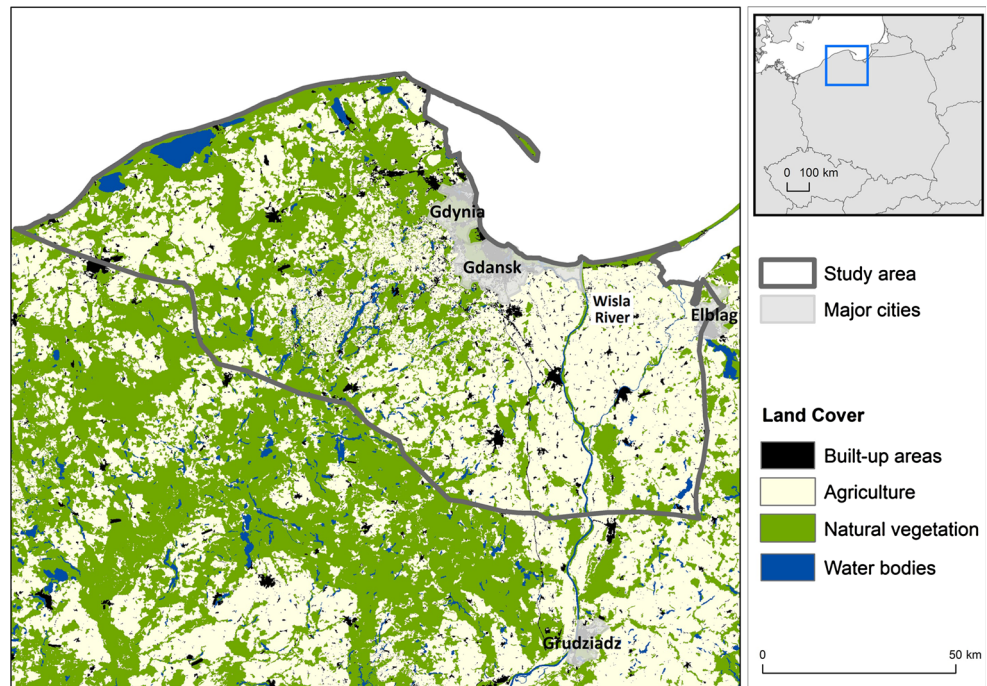 Gdynia
Gdansk
Wisla
River
Elblag
Grudziadz
0 100 km
Study area
Major cities
Land Cover
Built-up areas
Agriculture
Natural vegetation
Water bodies
0 50 km